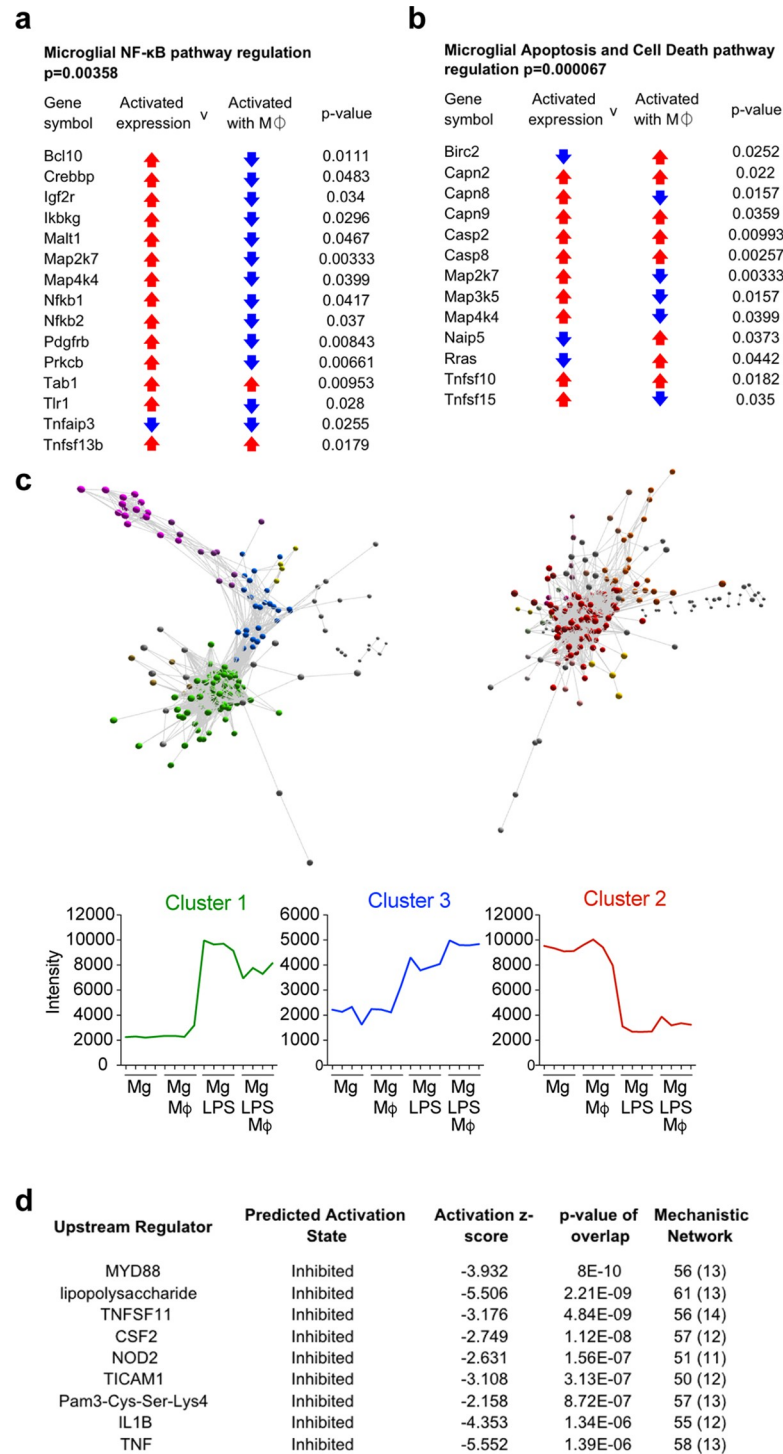 a
Microglial NF-κB pathway regulation
p=0.00358
Gene symbol Activated expression v Activated with MΦ p-value
Bcl10 0.0111
Crebbp 0.0483
Igf2r 0.034
Ikbkg 0.0296
Malt1 0.0467
Map2k7 0.00333
Map4k4 0.0399
Nfkb1 0.0417
Nfkb2 0.037
Pdgfrb 0.00843
Prkcb 0.00661
Tab1 0.00953
Tlr1 0.028
Tnfaip3 0.0255
Tnfsf13b 0.0179
b
Microglial Apoptosis and Cell Death pathway
regulation p=0.000067
Gene symbol Activated expression v Activated with MΦ p-value
Birc2 0.0252
Capn2 0.022
Capn8 0.0157
Capn9 0.0359
Casp2 0.00993
Casp8 0.00257
Map2k7 0.00333
Map3k5 0.0157
Map4k4 0.0399
Naip5 0.0373
Rras 0.0442
Tnfsf10 0.0182
Tnfsf15 0.035
c
Cluster 1
Intensity
12000
10000
8000
6000
4000
2000
0
Mg
Mg Mϕ
Mg LPS
Mg LPS Mϕ
Cluster 3
6000
5000
4000
3000
2000
1000
0
Mg
Mg Mϕ
Mg LPS
Mg LPS Mϕ
Cluster 2
12000
10000
8000
6000
4000
2000
0
Mg
Mg Mϕ
Mg LPS
Mg LPS Mϕ
d
Upstream Regulator Predicted Activation State Activation z-score p-value of overlap Mechanistic Network
MYD88 Inhibited -3.932 8E-10 56 (13)
lipopolysaccharide Inhibited -5.506 2.21E-09 61 (13)
TNFSF11 Inhibited -3.176 4.84E-09 56 (14)
CSF2 Inhibited -2.749 1.12E-08 57 (12)
NOD2 Inhibited -2.631 1.56E-07 51 (11)
TICAM1 Inhibited -3.108 3.13E-07 50 (12)
Pam3-Cys-Ser-Lys4 Inhibited -2.158 8.72E-07 57 (13)
IL1B Inhibited -4.353 1.34E-06 55 (12)
TNF Inhibited -5.552 1.39E-06 58 (13)